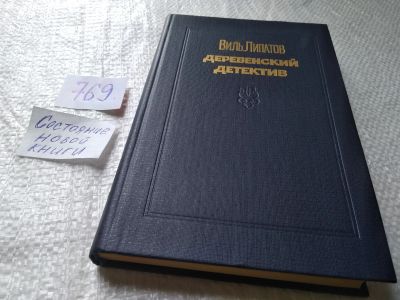 Виль Липатов
ДЕРЕВЕНСКИЙ
ДЕТЕКТИВ
769
Состояние
новой
книги